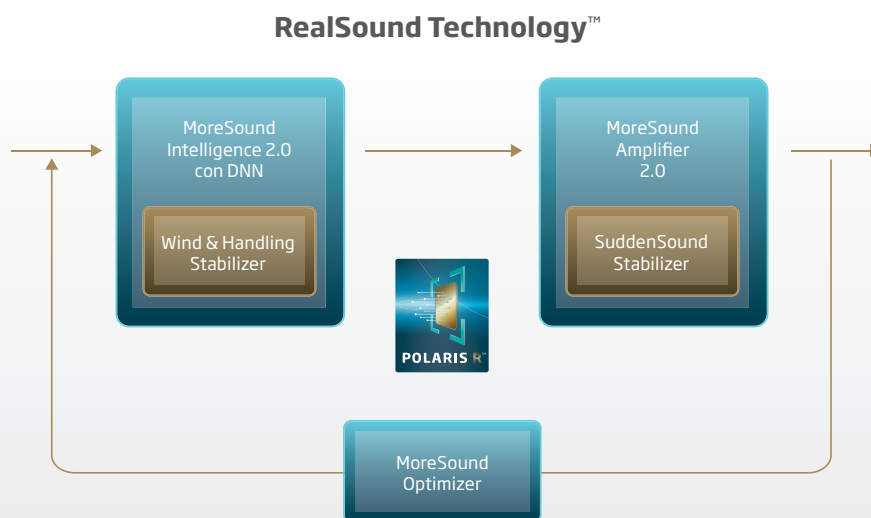 RealSound Technology™
MoreSound
Intelligence 2.0
con DNN
Wind & Handling
Stabilizer
MoreSound
Amplifier
2.0
SuddenSound
Stabilizer
POLARIS R™
MoreSound
Optimizer